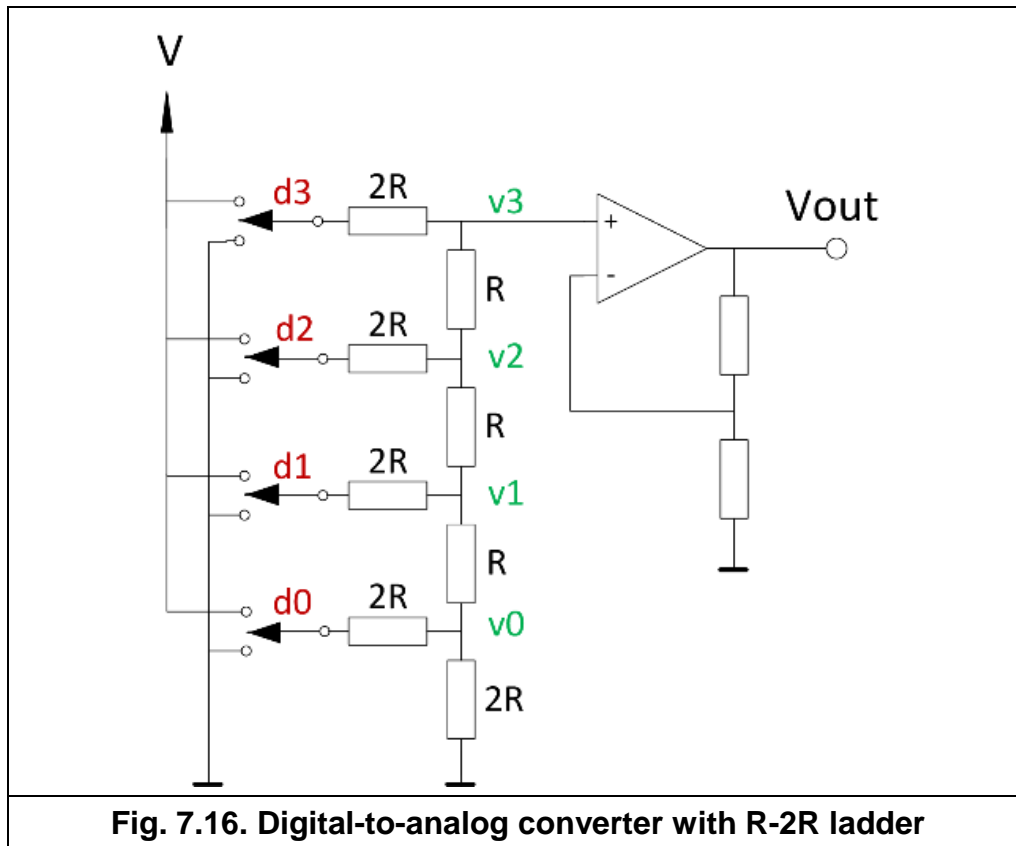 V
d3
2R
v3
+
-
Vout
R
d2
2R
v2
R
d1
2R
v1
R
d0
2R
v0
2R
Fig. 7.16. Digital-to-analog converter with R-2R ladder